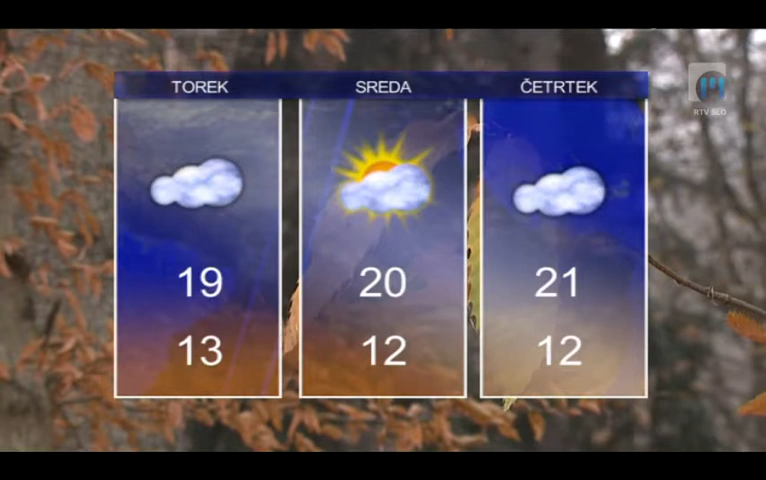 TOREK SREDA ČETRTEK
RTV SLO
19 20 21
13 12 12